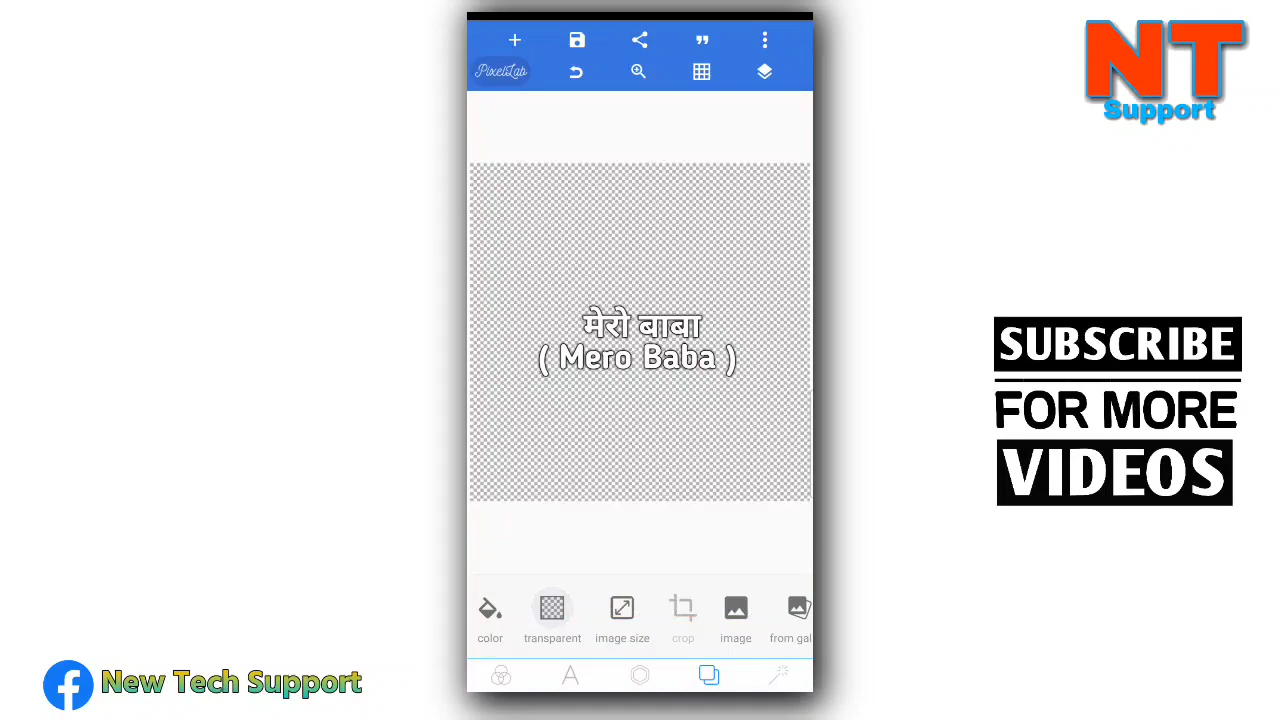 PixelLab
NT
Support
मेरो बाबा
( Mero Baba )
SUBSCRIBE
FOR MORE
VIDEOS
color
transparent
image size
crop
image
from gal
New Tech Support